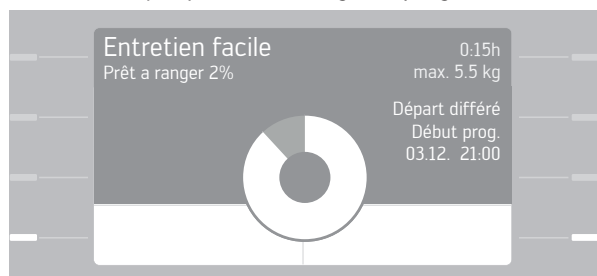 Entretien facile
Prêt a ranger 2%
0:15h
max. 5.5 kg
Départ différé
Début prog.
03.12. 21:00